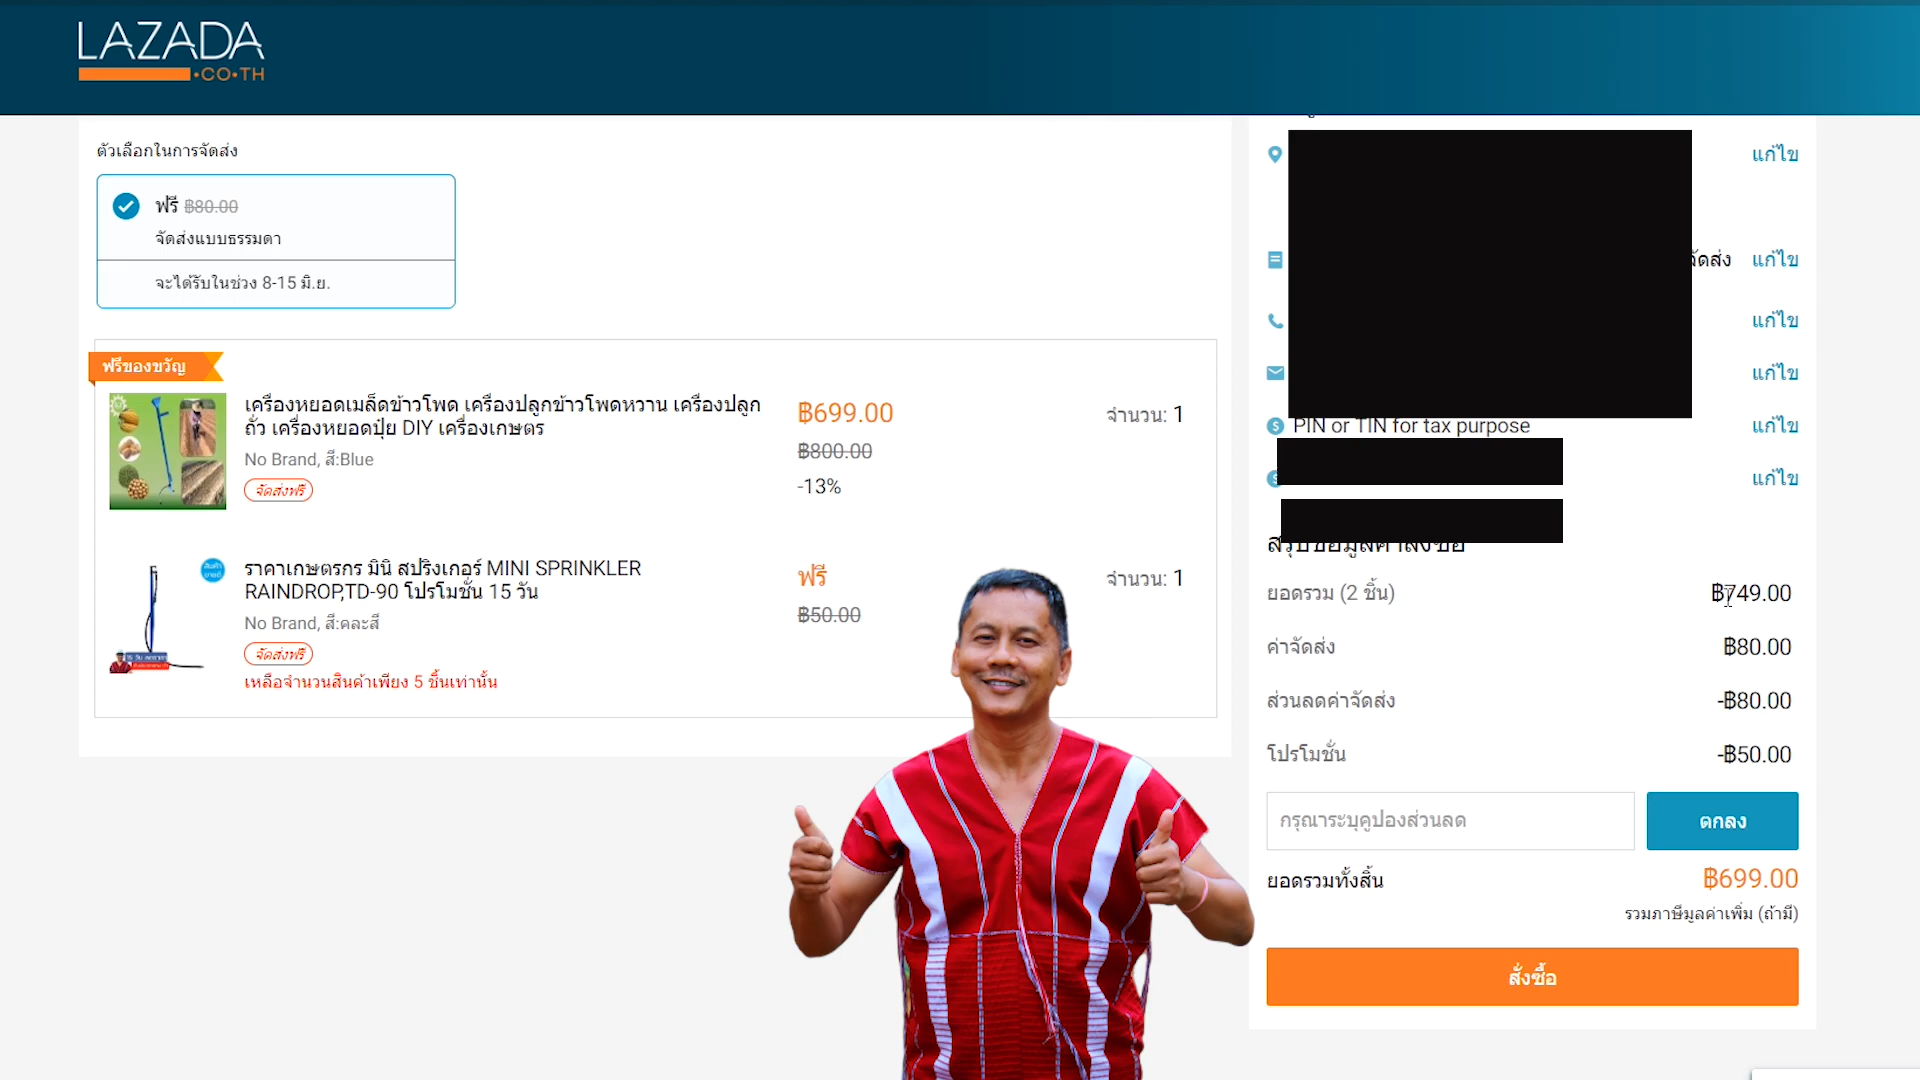 LAZADA
.CO.TH
ตัวเลือกในการจัดส่ง
ฟรี ฿80.00
จัดส่งแบบธรรมดา
จะได้รับในช่วง 8-15 มิ.ย.
ฟรีของขวัญ
เครื่องหยอดเมล็ดข้าวโพด เครื่องปลูกข้าวโพดหวาน เครื่องปลูก
ถั่ว เครื่องหยอดปุ๋ย DIY เครื่องเกษตร
No Brand, สี:Blue
จัดส่งฟรี
฿699.00
฿800.00
-13%
จำนวน: 1
ราคาเกษตรกร มินิ สปริงเกอร์ MINI SPRINKLER
RAINDROP,TD-90 โปรโมชั่น 15 วัน
No Brand, สี:คละสี
จัดส่งฟรี
เหลือจำนวนสินค้าเพียง 5 ชิ้นเท่านั้น
ฟรี
฿50.00
จำนวน: 1
แก้ไข
จัดส่ง แก้ไข
แก้ไข
แก้ไข
PIN or TIN for tax purpose แก้ไข
แก้ไข
สรุปข้อมูลคำสั่งซื้อ
ยอดรวม (2 ชิ้น) ฿749.00
ค่าจัดส่ง ฿80.00
ส่วนลดค่าจัดส่ง -฿80.00
โปรโมชั่น -฿50.00
กรุณาระบุคูปองส่วนลด ตกลง
ยอดรวมทั้งสิ้น ฿699.00
รวมภาษีมูลค่าเพิ่ม (ถ้ามี)
สั่งซื้อ